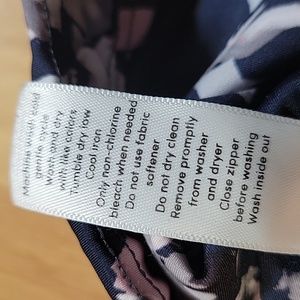 Machine wash cold
gentle cycle
Wash and dry
with like colors
Tumble dry low
Cool iron
Only non-chlorine
bleach when needed
Do not use fabric
softener
Do not dry clean
Remove promptly
from washer
and dryer
Close zipper
before washing
Wash inside out